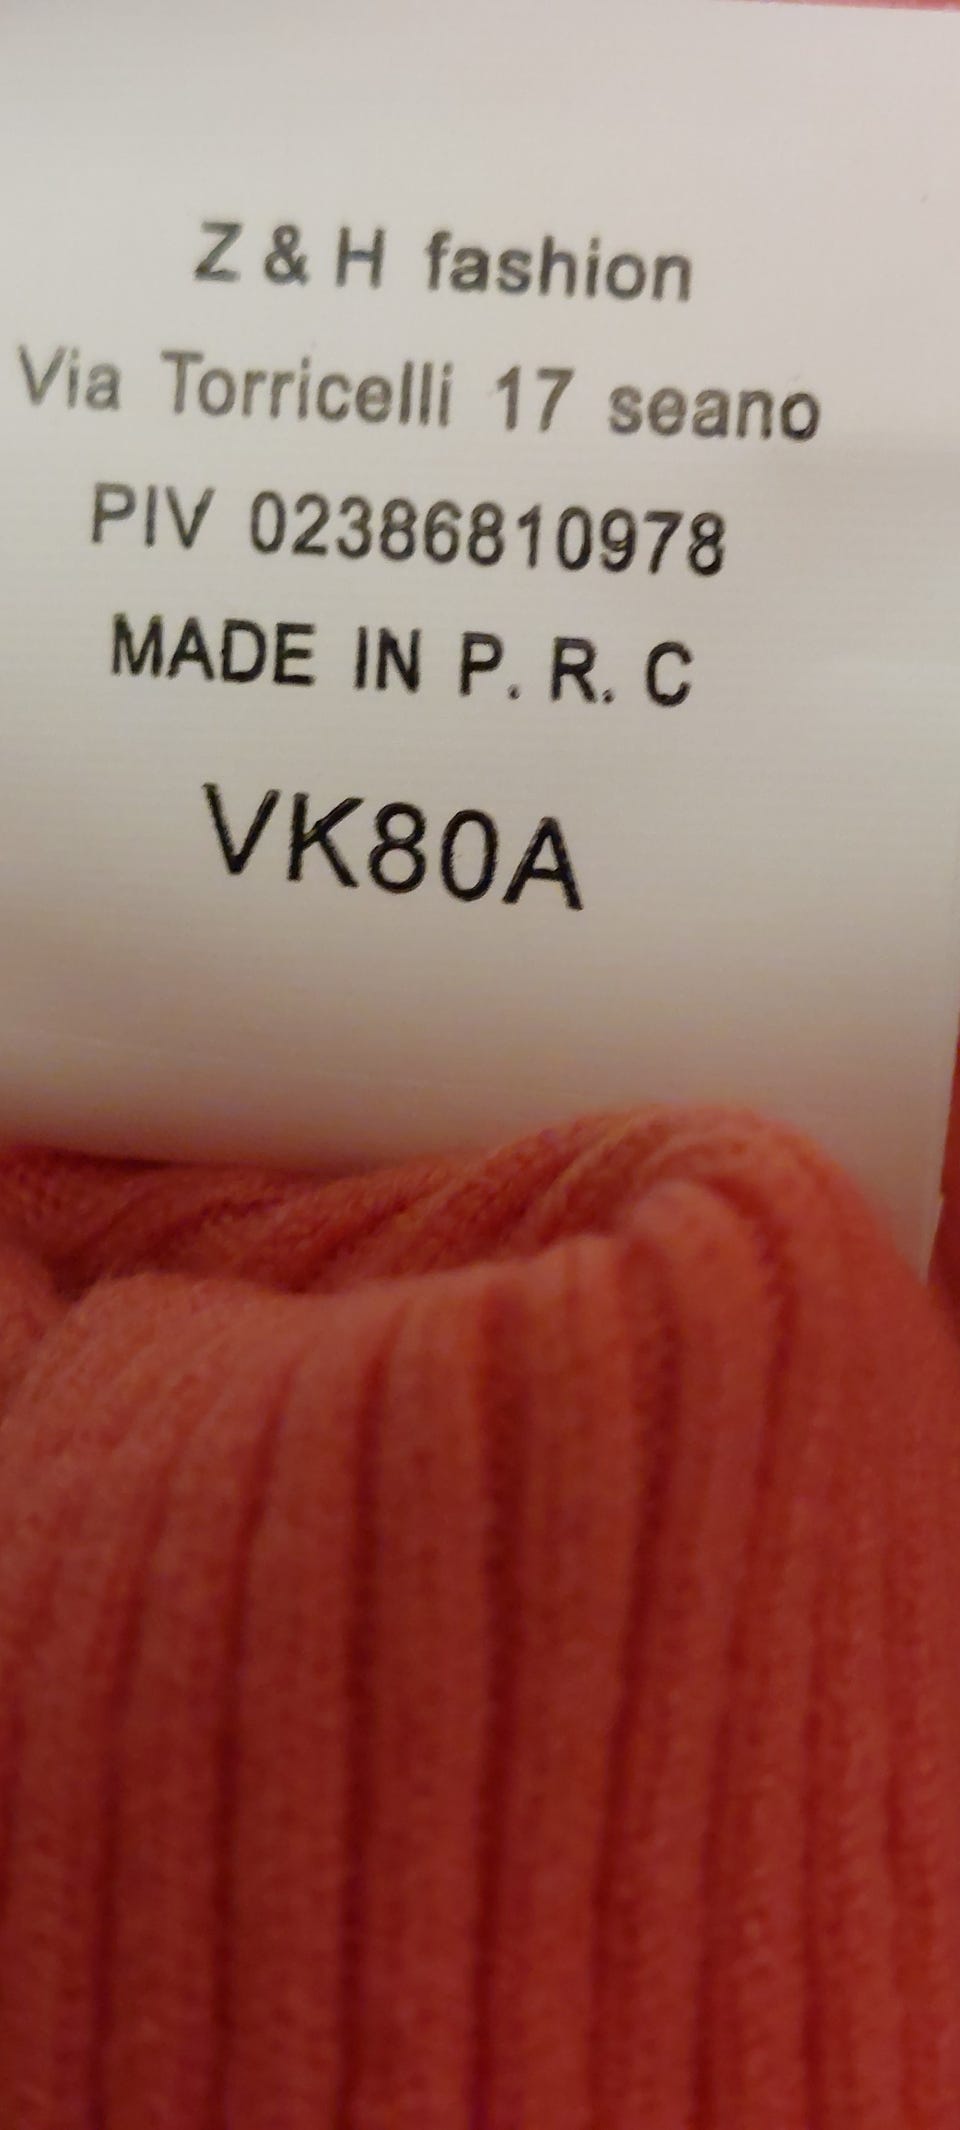 Z & H fashion
Via Torricelli 17 seano
PIV 02386810978
MADE IN P. R. C
VK80A